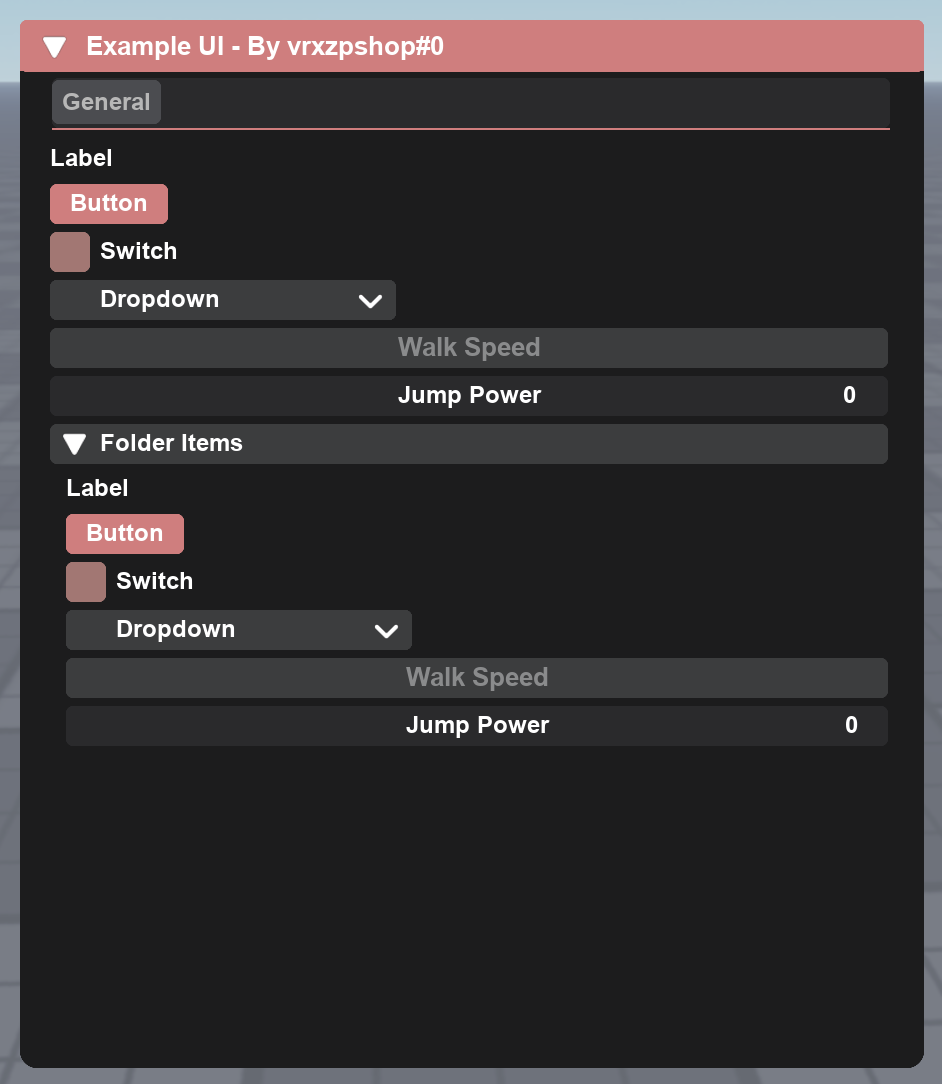 Example UI - By vrxzpshop#0
General
Label
Button
Switch
Dropdown
Walk Speed
Jump Power 0
Folder Items
Label
Button
Switch
Dropdown
Walk Speed
Jump Power 0